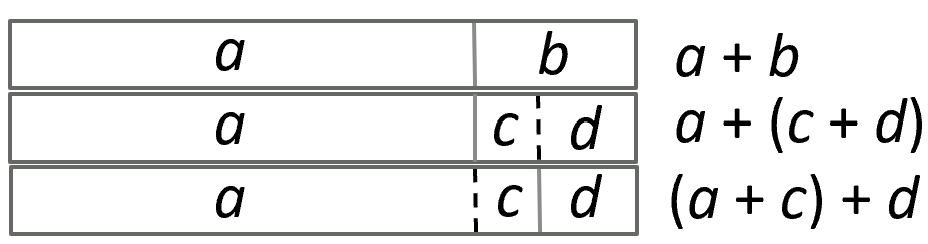 a b a + b
a c d a + (c + d)
a c d (a + c) + d